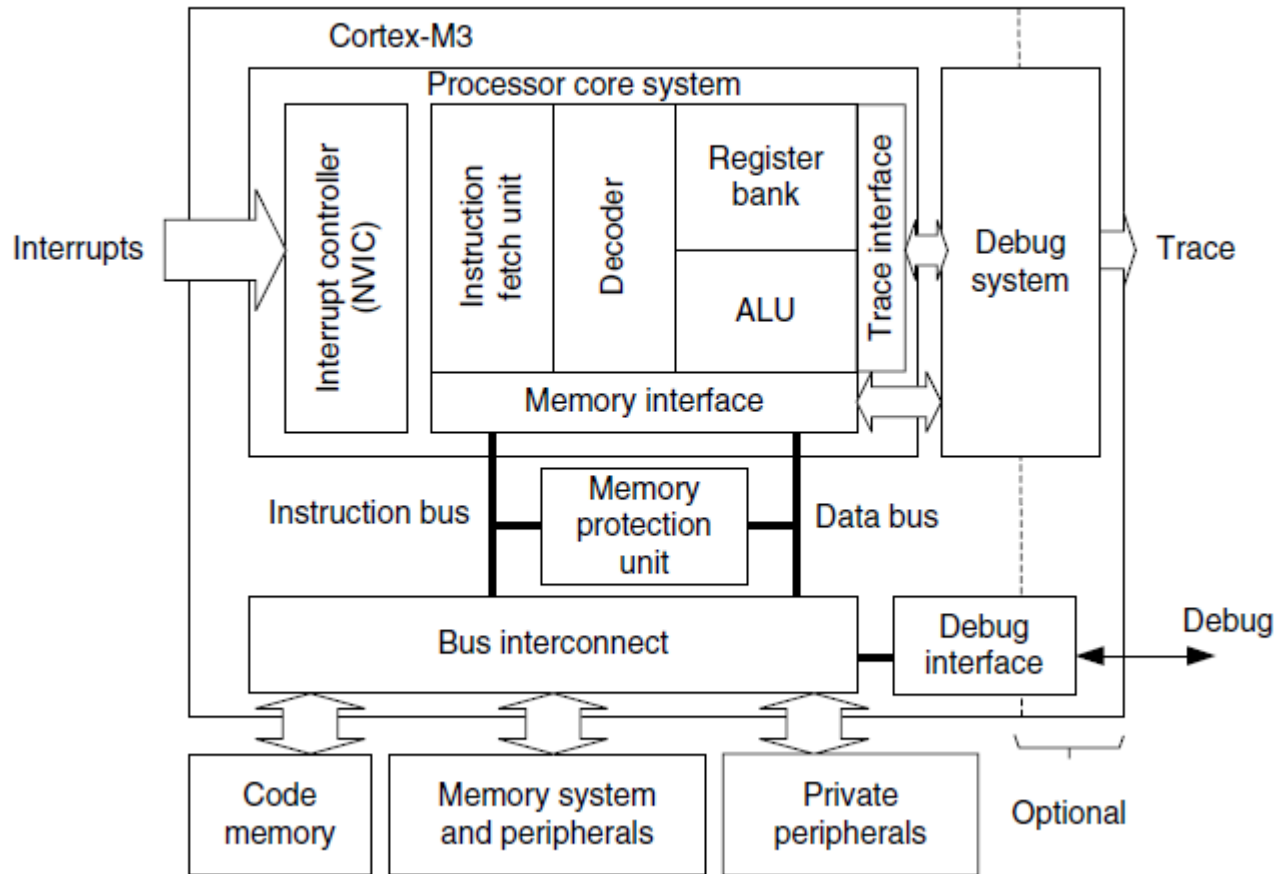 Cortex-M3
Processor core system
Interrupts
Interrupt controller
(NVIC)
Instruction
fetch unit
Decoder
Register
bank
ALU
Trace interface
Memory interface
Debug
system
Trace
Instruction bus
Memory
protection
unit
Data bus
Bus interconnect
Debug
interface
Debug
Code
memory
Memory system
and peripherals
Private
peripherals
Optional